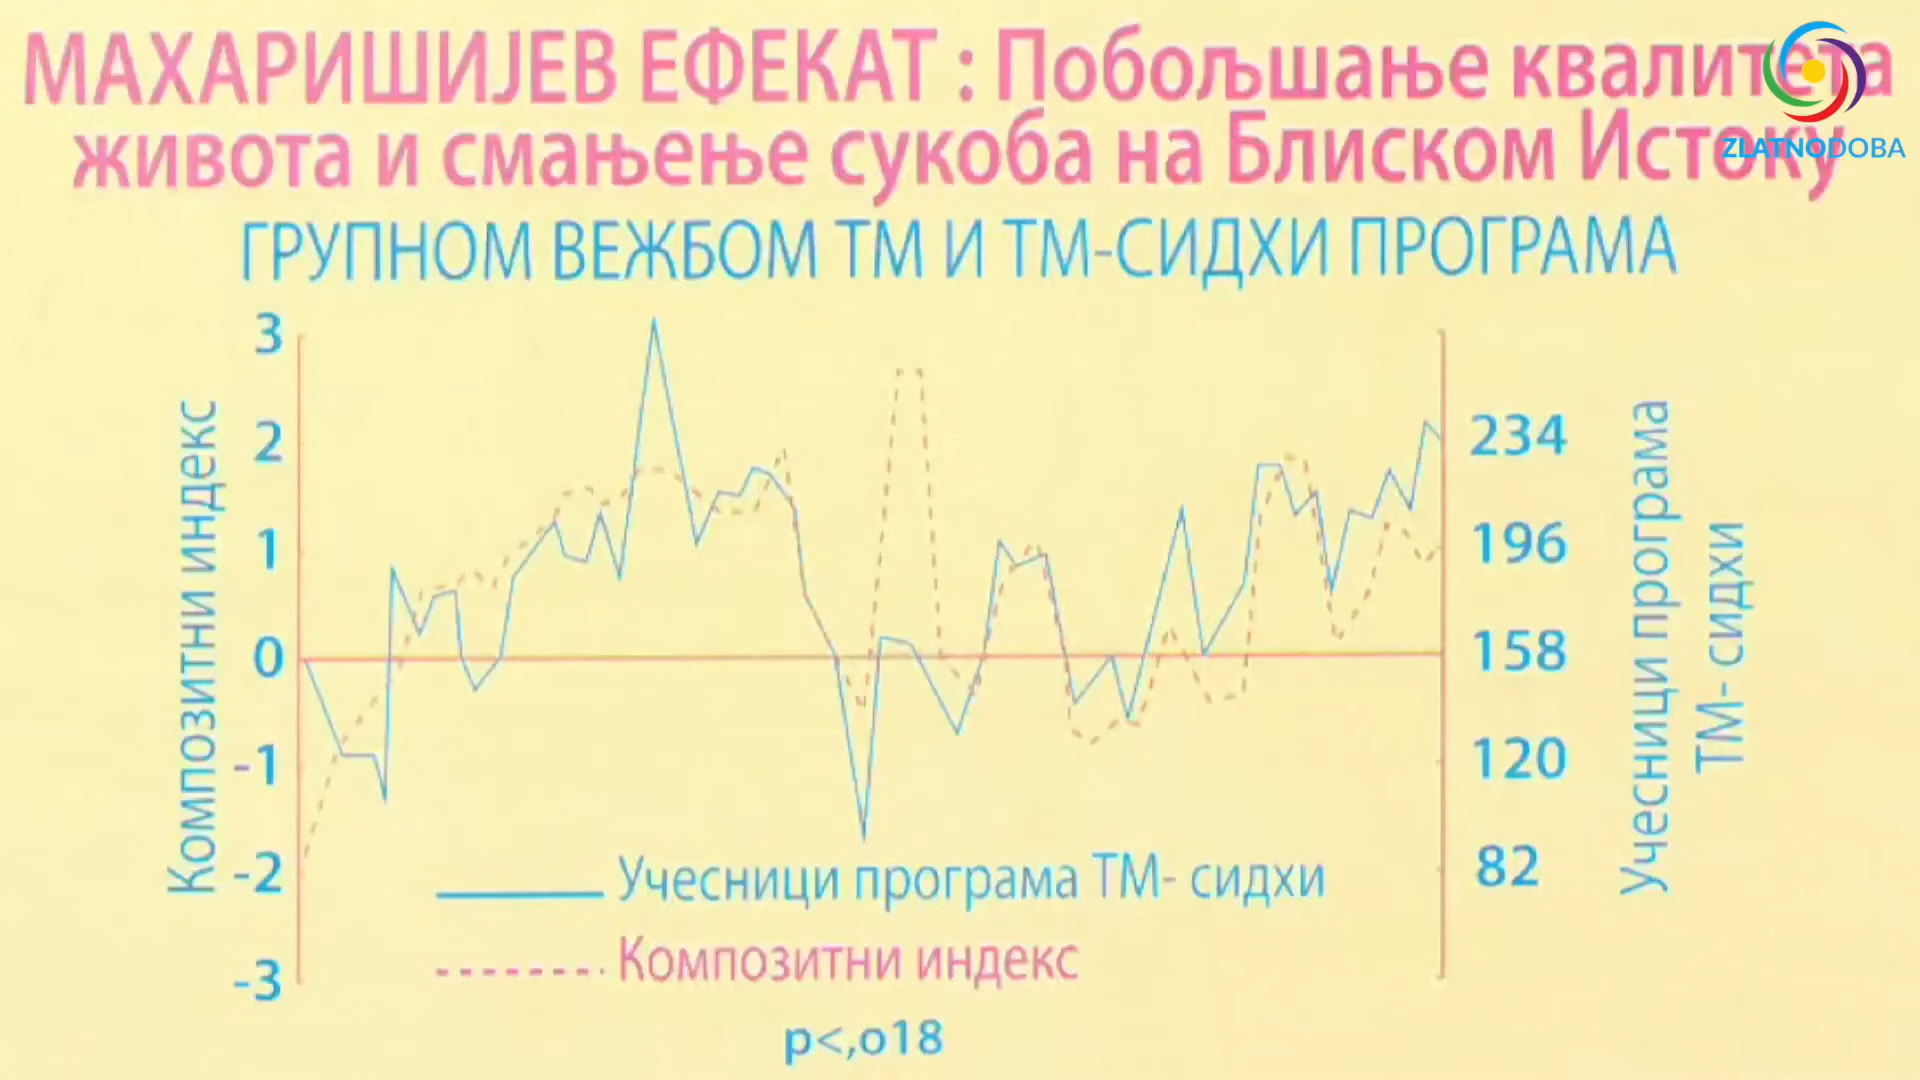 МАХАРИШИЈЕВ ЕФЕКАТ : Побољшање квалитета
живота и смањење сукоба на Блиском Истоку
ZLATNODOBA
ГРУПНОМ ВЕЖБОМ ТМ И ТМ-СИДХИ ПРОГРАМА
Композитни индекс
3
2
1
0
-1
-2
-3
234
196
158
120
82
Учесници програма
ТМ- сидхи
Учесници програма ТМ- сидхи
Композитни индекс
p<,o18